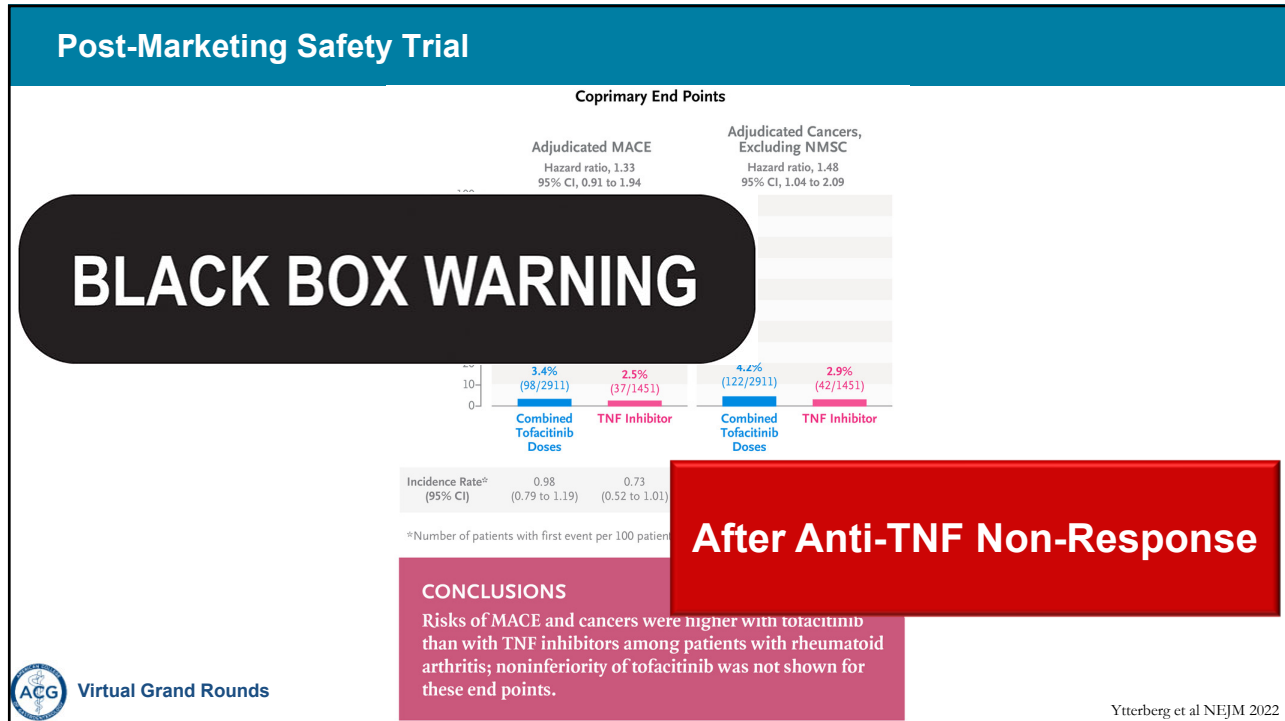 Post-Marketing Safety Trial
Coprimary End Points
Adjudicated MACE
Hazard ratio, 1.33
95% CI, 0.91 to 1.94
Adjudicated Cancers,
Excluding NMSC
Hazard ratio, 1.48
95% CI, 1.04 to 2.09
BLACK BOX WARNING
10
0
3.4%
(98/2911)
2.5%
(37/1451)
4.2%
(122/2911)
2.9%
(42/1451)
Combined
Tofacitinib
Doses
TNF Inhibitor
Combined
Tofacitinib
Doses
TNF Inhibitor
Incidence Rate*
(95% CI)
0.98
(0.79 to 1.19)
0.73
(0.52 to 1.01)
*Number of patients with first event per 100
After Anti-TNF Non-Response
CONCLUSIONS
Risks of MACE and cancers were higher with tofacitinib
than with TNF inhibitors among patients with rheumatoid
arthritis; noninferiority of tofacitinib was not shown for
these end points.
ACG
Virtual Grand Rounds
Ytterberg et al NEJM 2022